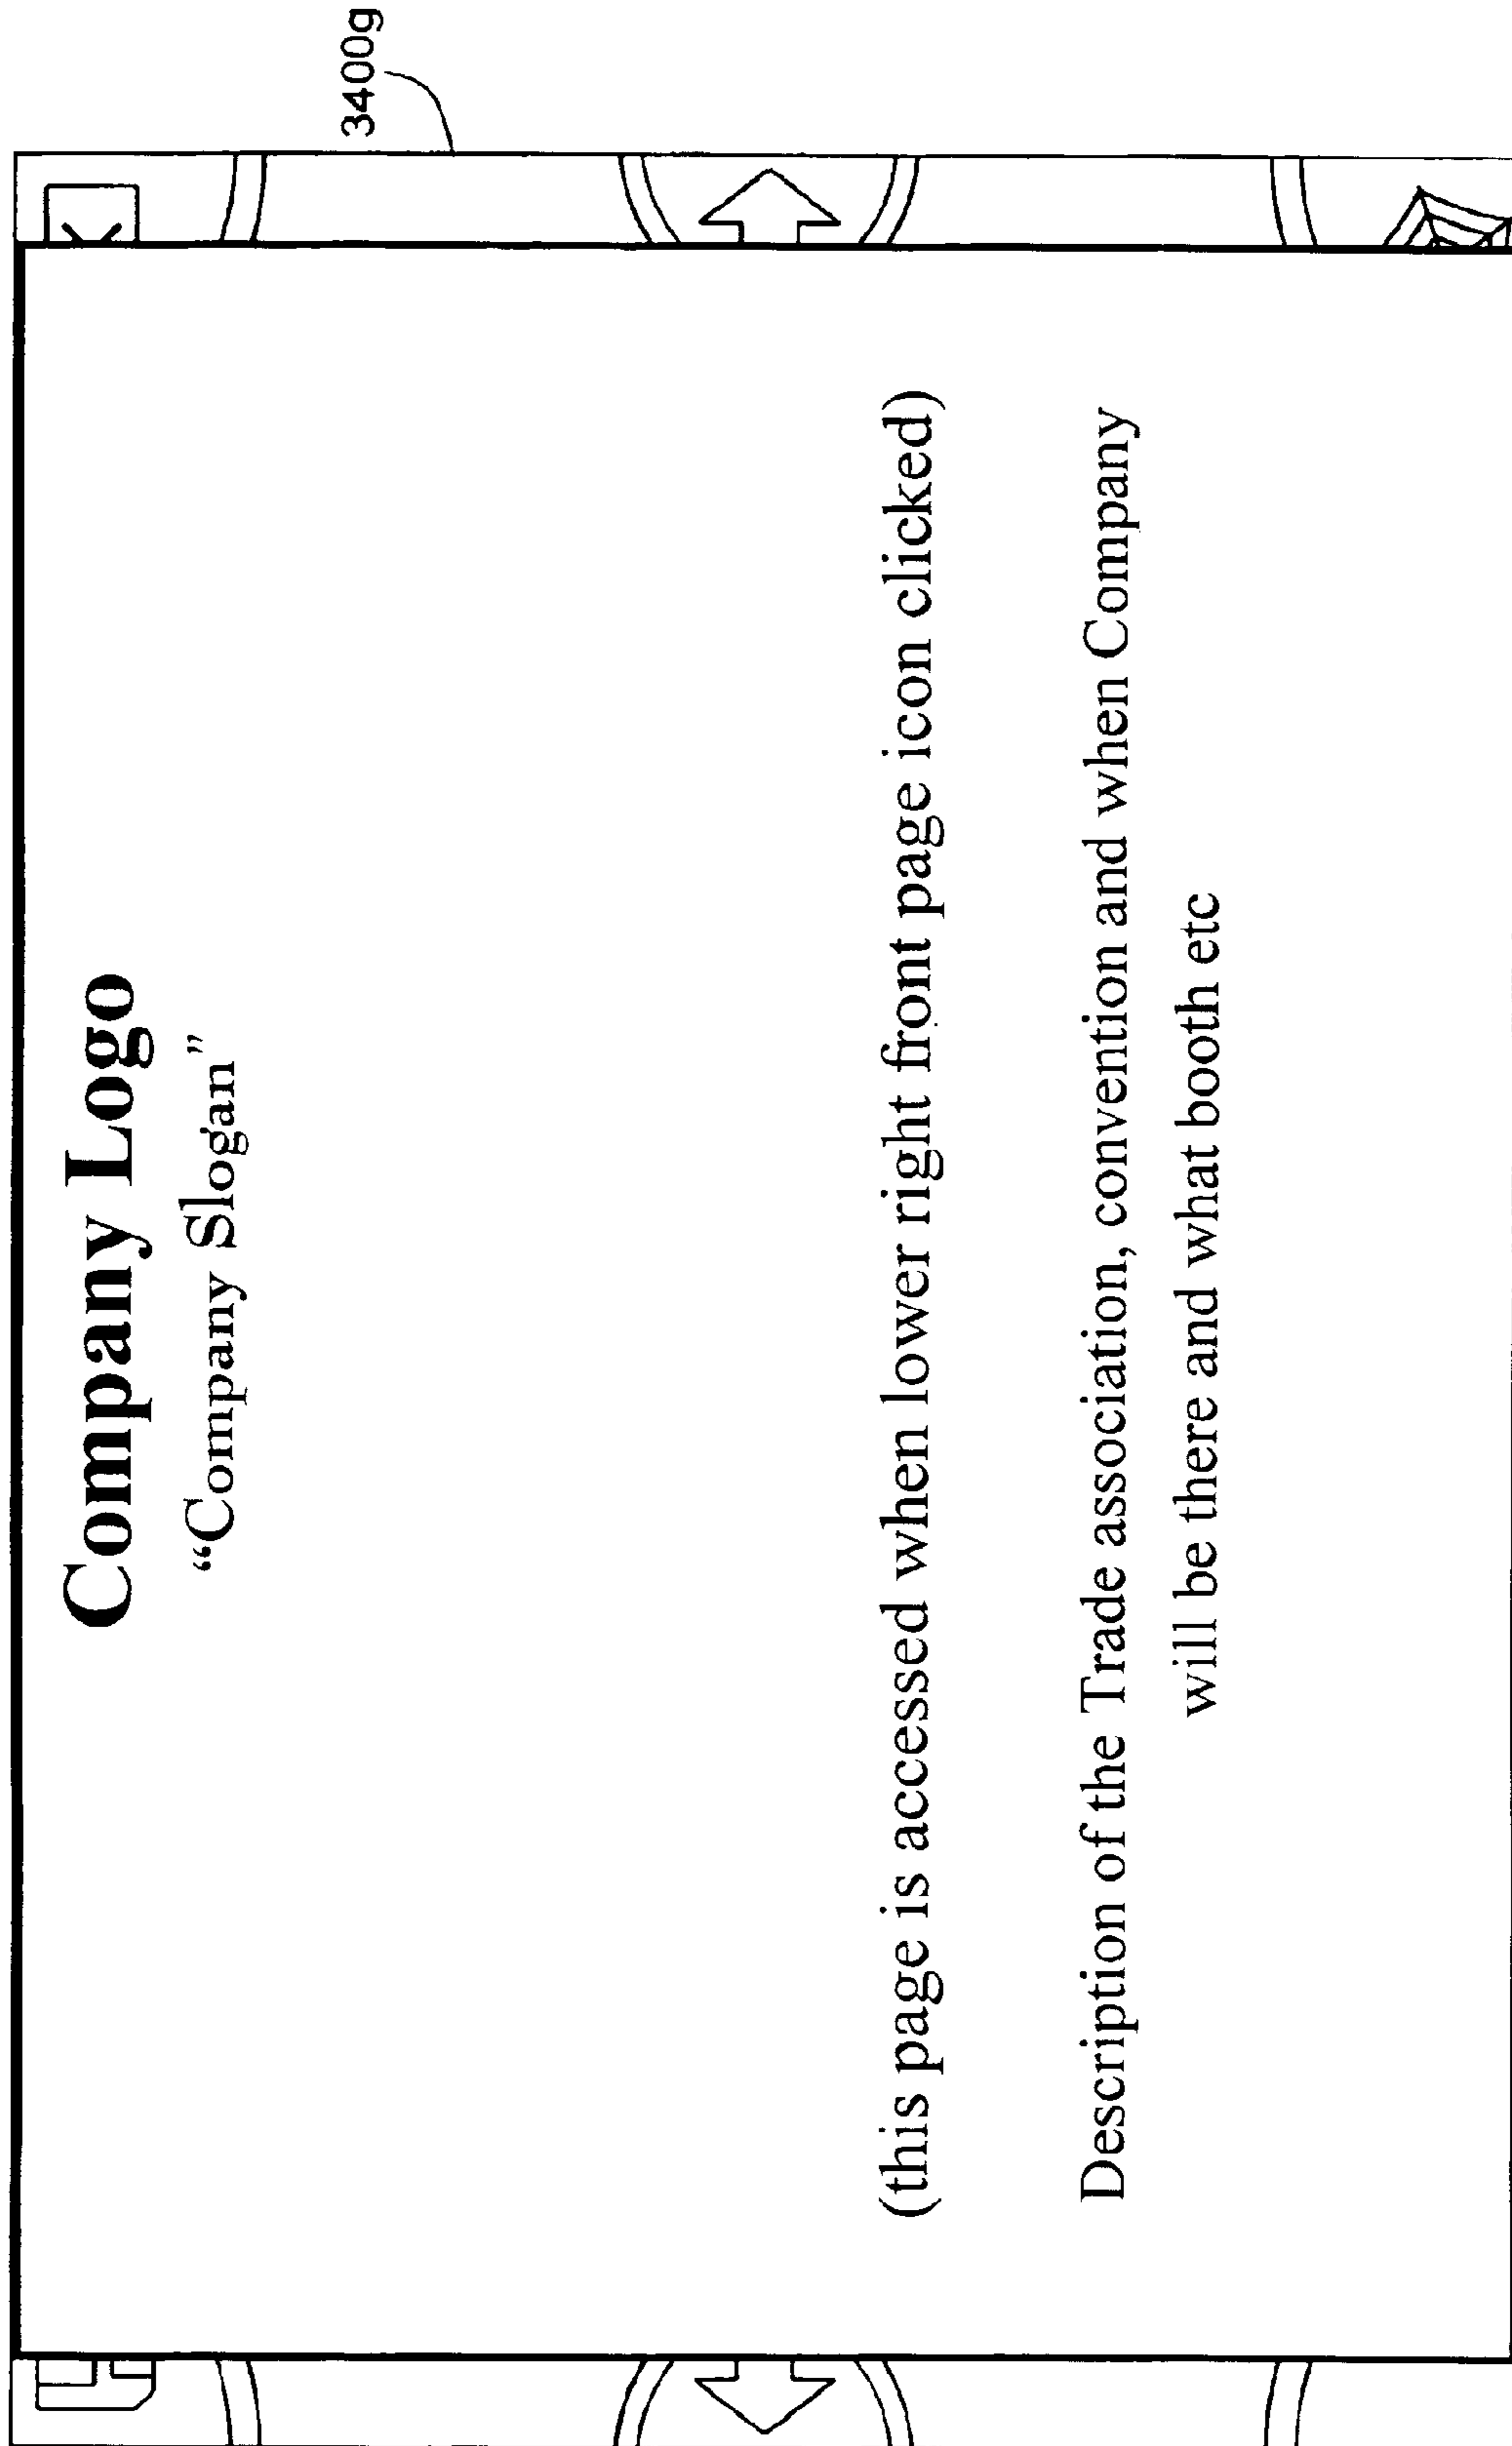 3400g
Company Logo
“Company Slogan”
(this page is accessed when lower right front page icon clicked)
Description of the Trade association, convention and when Company
will be there and what booth etc